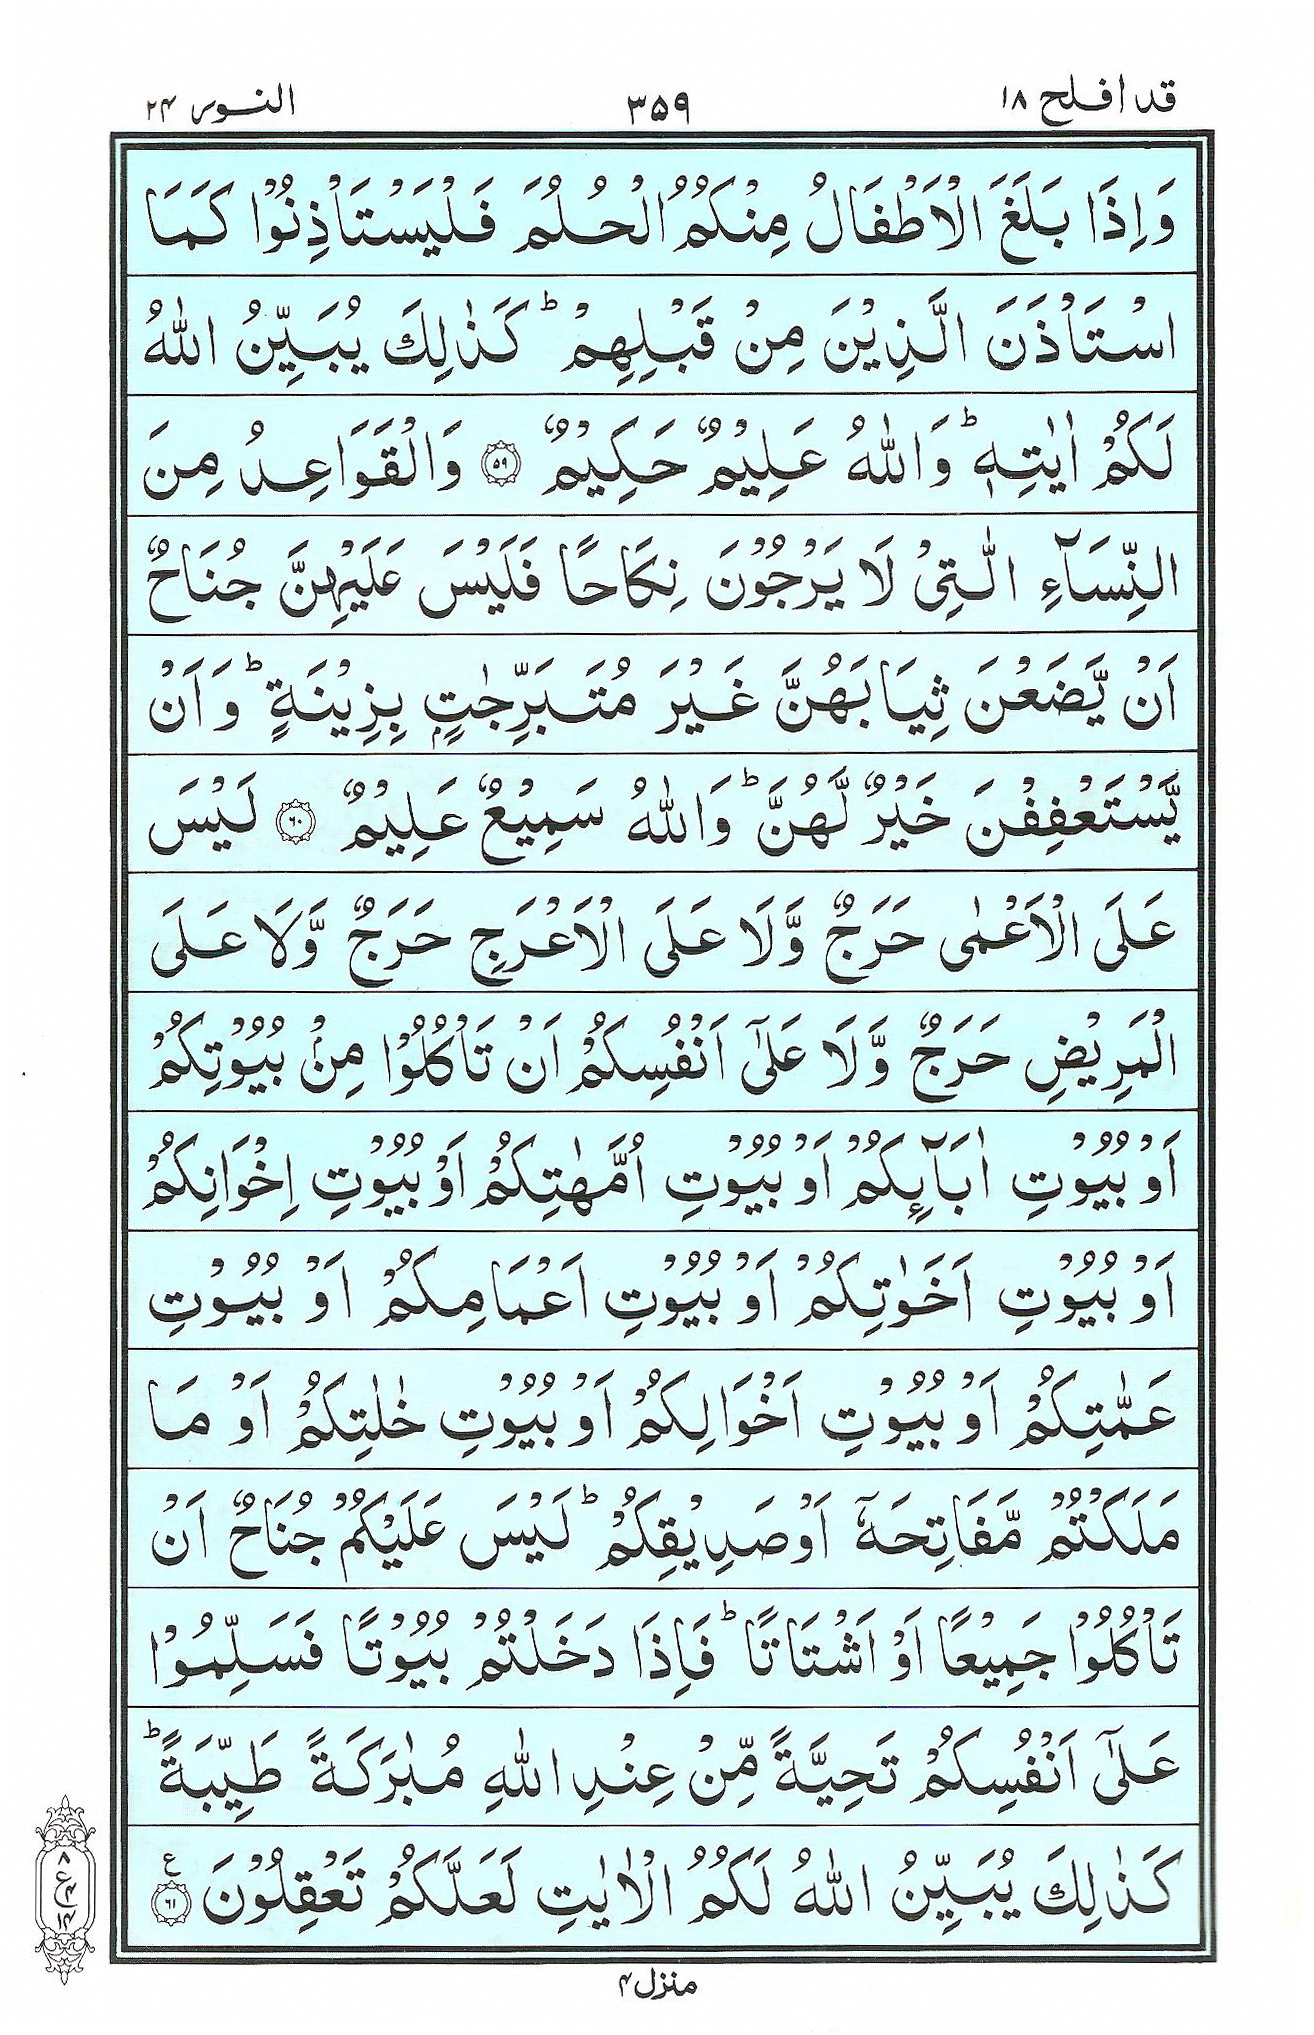 قد افلح ١٨
٣٥٩
النور ٢٤
وَاِذَا بَلَغَ الْاَطْفَالُ مِنْكُمُ الْحُلُمَ فَلْيَسْتَاْذِنُوْا كَمَا
اسْتَاْذَنَ الَّذِيْنَ مِنْ قَبْلِهِمْ ؕ كَذٰلِكَ يُبَيِّنُ اللّٰهُ
لَكُمْ اٰيٰتِهٖ ؕ وَاللّٰهُ عَلِيْمٌ حَكِيْمٌ ۝٥٩ وَالْقَوَاعِدُ مِنَ
النِّسَآءِ الّٰتِىْ لَا يَرْجُوْنَ نِكَاحًا فَلَيْسَ عَلَيْهِنَّ جُنَاحٌ
اَنْ يَّضَعْنَ ثِيَابَهُنَّ غَيْرَ مُتَبَرِّجٰتٍۭ بِزِيْنَةٍ ؕ وَاَنْ
يَّسْتَعْفِفْنَ خَيْرٌ لَّهُنَّ ؕ وَاللّٰهُ سَمِيْعٌ عَلِيْمٌ ۝٦٠ لَيْسَ
عَلَى الْاَعْمٰى حَرَجٌ وَّلَا عَلَى الْاَعْرَجِ حَرَجٌ وَّلَا عَلَى
الْمَرِيْضِ حَرَجٌ وَّلَا عَلٰٓى اَنْفُسِكُمْ اَنْ تَاْكُلُوْا مِنْۢ بُيُوْتِكُمْ
اَوْ بُيُوْتِ اٰبَآئِكُمْ اَوْ بُيُوْتِ اُمَّهٰتِكُمْ اَوْ بُيُوْتِ اِخْوَانِكُمْ
اَوْ بُيُوْتِ اَخَوٰتِكُمْ اَوْ بُيُوْتِ اَعْمَامِكُمْ اَوْ بُيُوْتِ
عَمّٰتِكُمْ اَوْ بُيُوْتِ اَخْوَالِكُمْ اَوْ بُيُوْتِ خٰلٰتِكُمْ اَوْ مَا
مَلَكْتُمْ مَّفَاتِحَهٗٓ اَوْ صَدِيْقِكُمْ ؕ لَيْسَ عَلَيْكُمْ جُنَاحٌ اَنْ
تَاْكُلُوْا جَمِيْعًا اَوْ اَشْتَاتًا ؕ فَاِذَا دَخَلْتُمْ بُيُوْتًا فَسَلِّمُوْا
عَلٰٓى اَنْفُسِكُمْ تَحِيَّةً مِّنْ عِنْدِ اللّٰهِ مُبٰرَكَةً طَيِّبَةً ؕ
كَذٰلِكَ يُبَيِّنُ اللّٰهُ لَكُمُ الْاٰيٰتِ لَعَلَّكُمْ تَعْقِلُوْنَ ۝٦١ ع
٨
ع ٤
١٤
منزل ٤